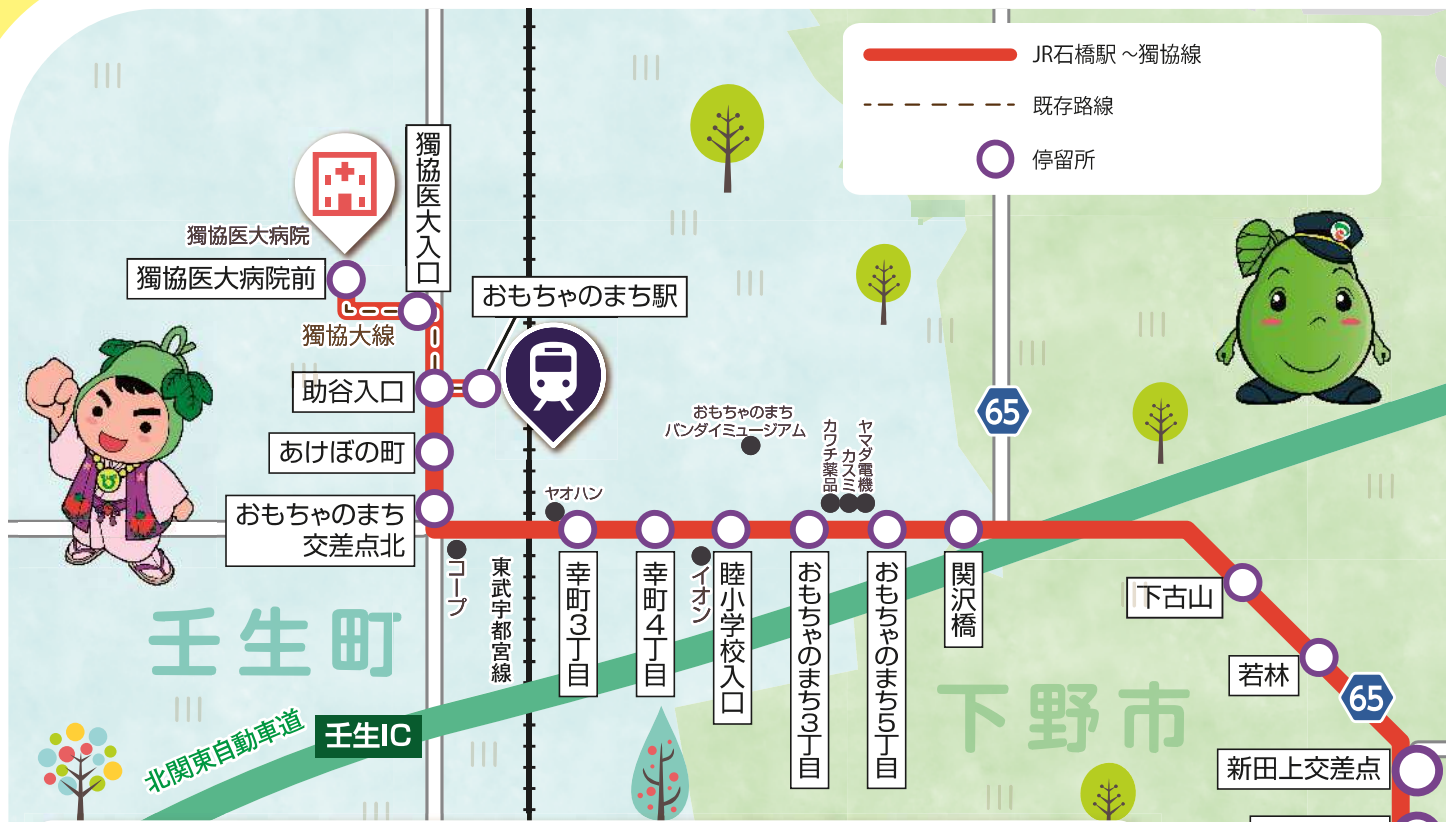 JR石橋駅 ~獨協線
既存路線
停留所
獨協医大入口
獨協医大病院
獨協医大病院前
おもちゃのまち駅
獨協大線
助谷入口
あけぼの町
おもちゃのまち
交差点北
65
おもちゃのまち
バンダイミュージアム
カワチ薬品
カスミ
ヤマダ電機
ヤオハン
コープ
東武宇都宮線
幸町3丁目
幸町4丁目
イオン
睦小学校入口
おもちゃのまち3丁目
おもちゃのまち5丁目
関沢橋
下古山
若林
65
新田上交差点
壬生町
下野市
北関東自動車道
壬生IC